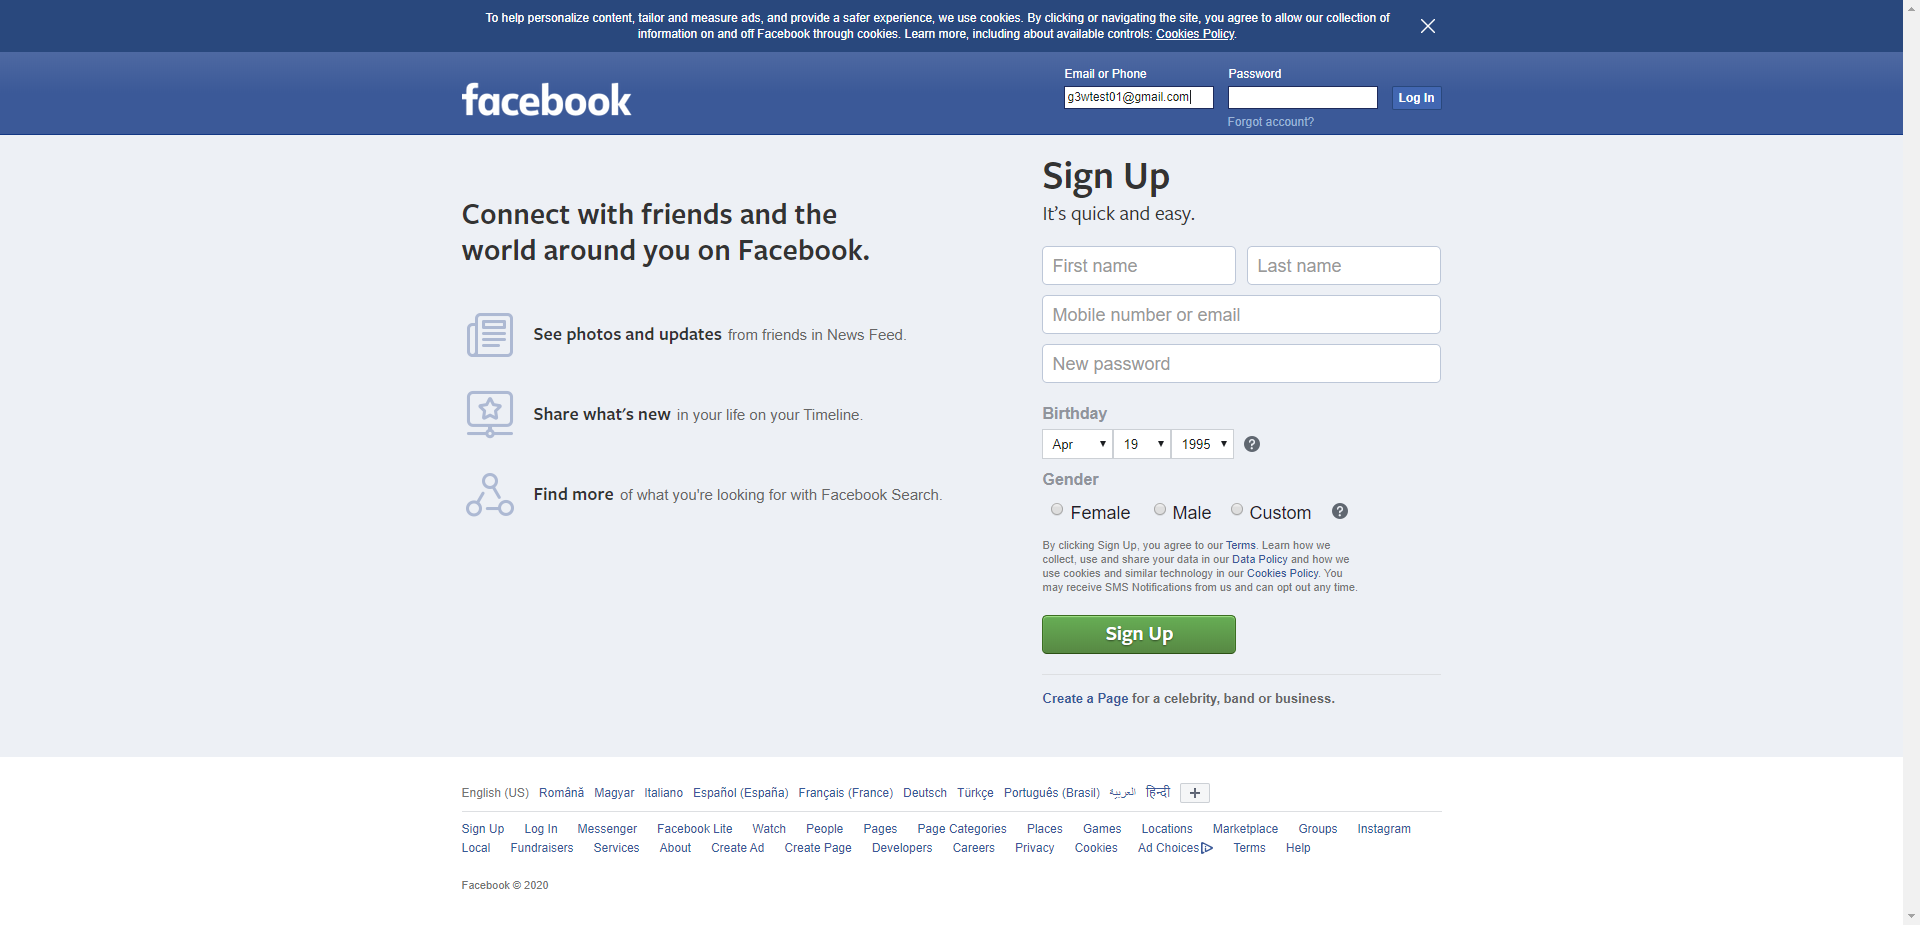 To help personalize content, tailor and measure ads, and provide a safer experience, we use cookies. By clicking or navigating the site, you agree to allow our collection of
information on and off Facebook through cookies. Learn more, including about available controls: Cookies Policy.
facebook
Email or Phone Password
g3wtest01@gmail.com Log In
Forgot account?
Connect with friends and the
world around you on Facebook.
See photos and updates from friends in News Feed.
Share what's new in your life on your Timeline.
Find more of what you're looking for with Facebook Search.
Sign Up
It's quick and easy.
First name Last name
Mobile number or email
New password
Birthday
Apr 19 1995 ?
Gender
Female Male Custom ?
By clicking Sign Up, you agree to our Terms. Learn how we
collect, use and share your data in our Data Policy and how we
use cookies and similar technology in our Cookies Policy. You
may receive SMS Notifications from us and can opt out any time.
Sign Up
Create a Page for a celebrity, band or business.
English (US) Română Magyar Italiano Español (España) Français (France) Deutsch Türkçe Português (Brasil) العربية हिन्दी +
Sign Up Log In Messenger Facebook Lite Watch People Pages Page Categories Places Games Locations Marketplace Groups Instagram
Local Fundraisers Services About Create Ad Create Page Developers Careers Privacy Cookies Ad Choices Terms Help
Facebook © 2020